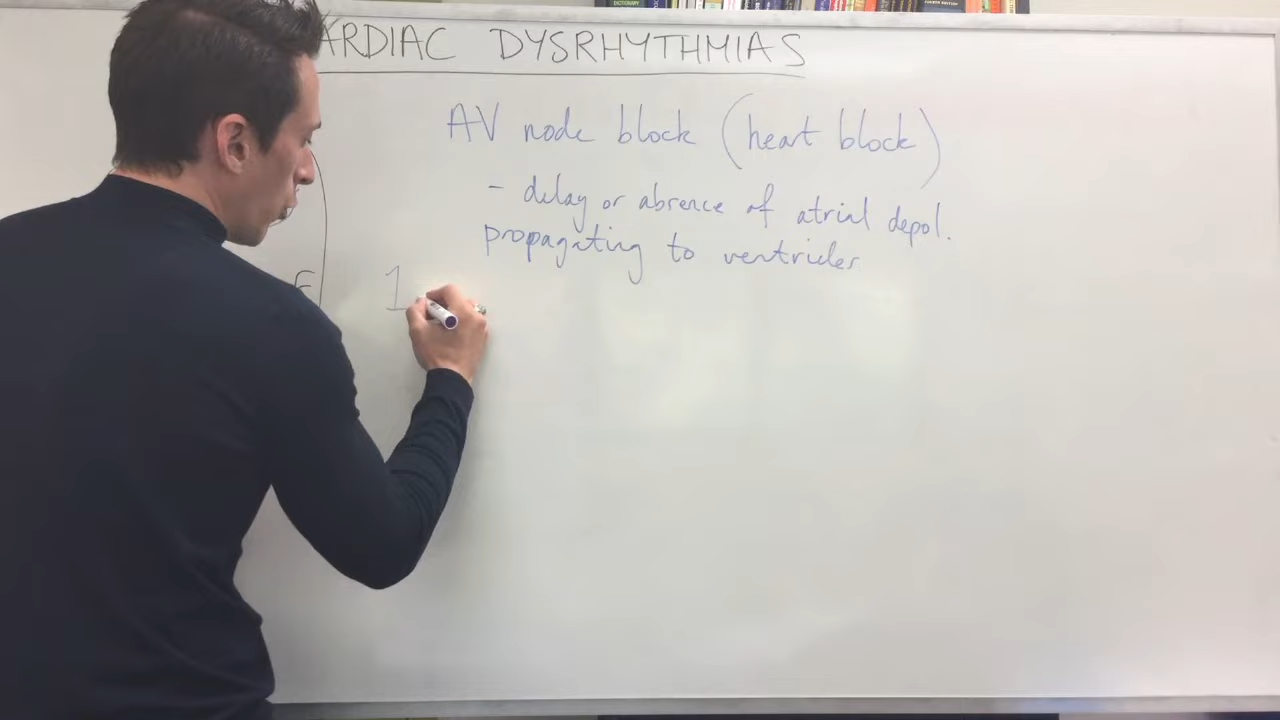 ARDIAC DYSRHYTHMIAS
AV node block (heart block)
- delay or absence of atrial depol.
propagating to ventricles
1